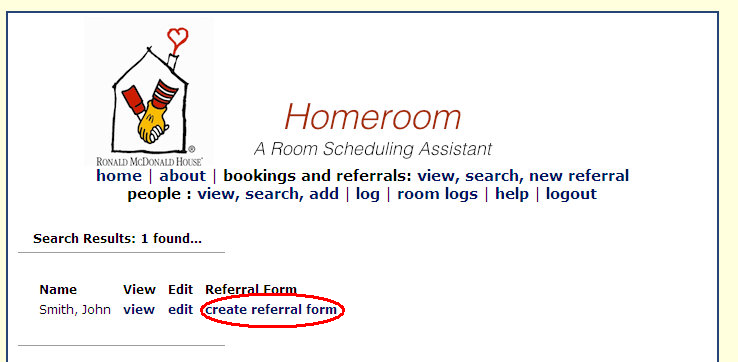 Homeroom
A Room Scheduling Assistant
RONALD MCDONALD HOUSE®
home | about | bookings and referrals: view, search, new referral
people : view, search, add | log | room logs | help | logout
Search Results: 1 found...
Name View Edit Referral Form
Smith, John view edit create referral form